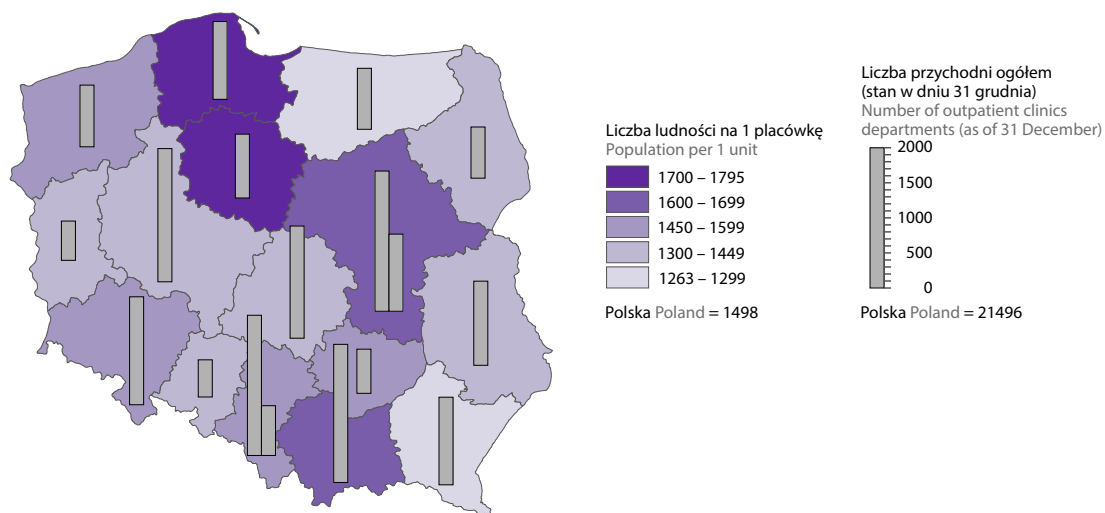 Liczba ludności na 1 placówkę
Population per 1 unit
1700 – 1795
1600 – 1699
1450 – 1599
1300 – 1449
1263 – 1299
Polska Poland = 1498
Liczba przychodni ogółem
(stan w dniu 31 grudnia)
Number of outpatient clinics
departments (as of 31 December)
2000
1500
1000
500
0
Polska Poland = 21496